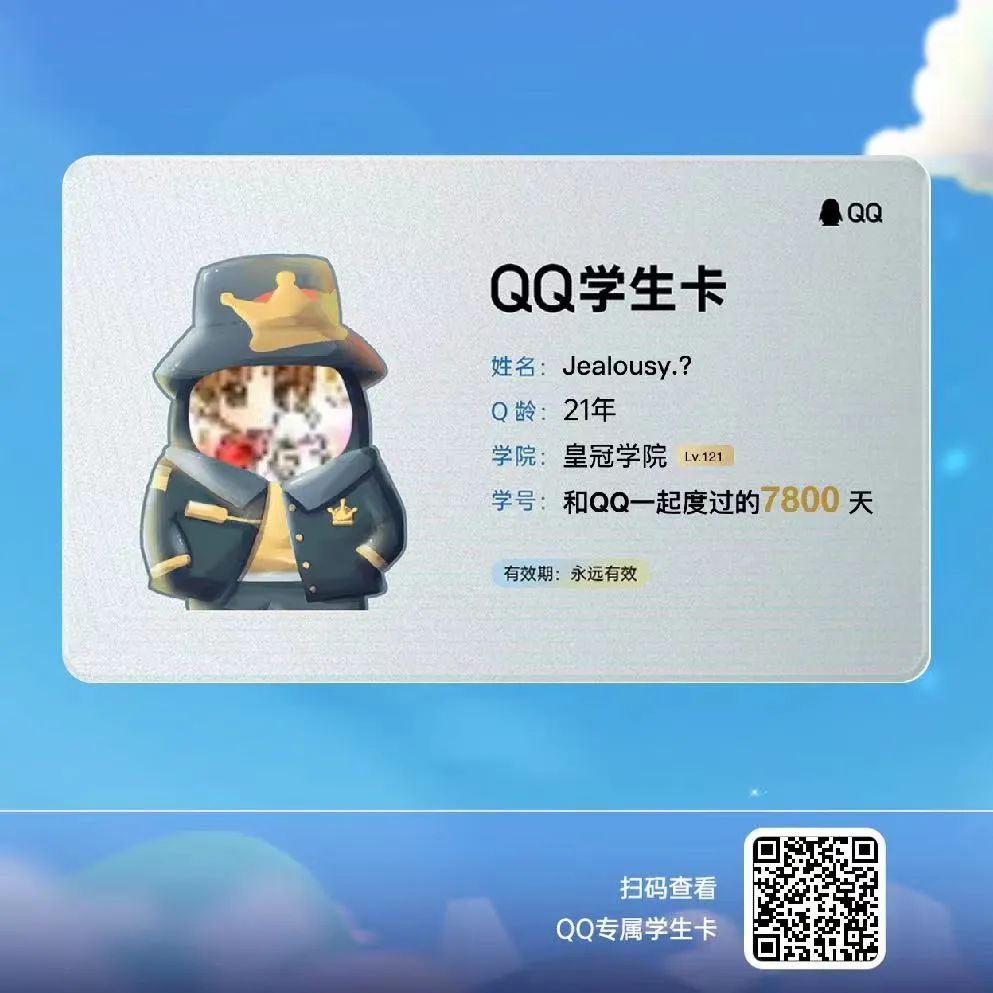 QQ
QQ学生卡
姓名：Jealousy.?
Q 龄：21年
学院：皇冠学院 Lv.121
学号：和QQ一起度过的7800 天
有效期：永远有效
扫码查看
QQ专属学生卡